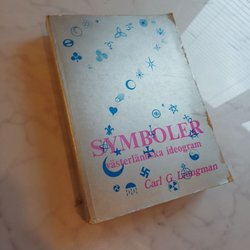 SYMBOLER
västerländska ideogram
Carl G. Liungman